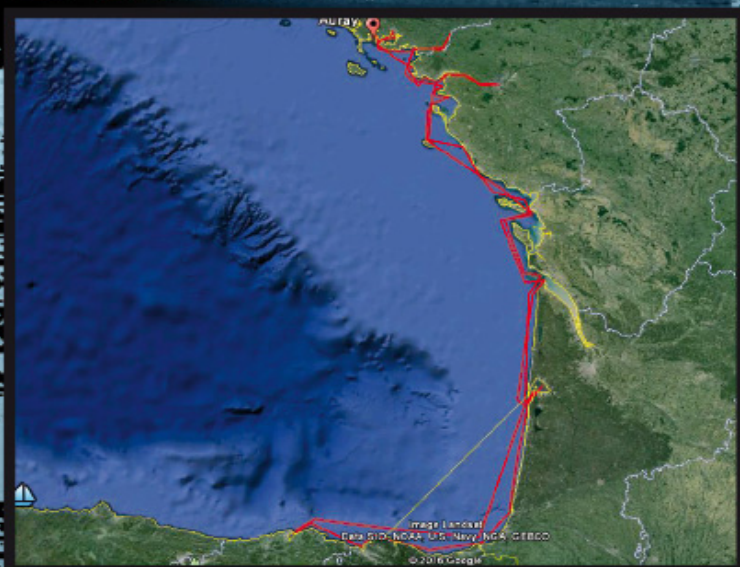 Auray
Image Landsat
Data SIO, NOAA, U.S. Navy, NGA, GEBCO
© 2016 Google